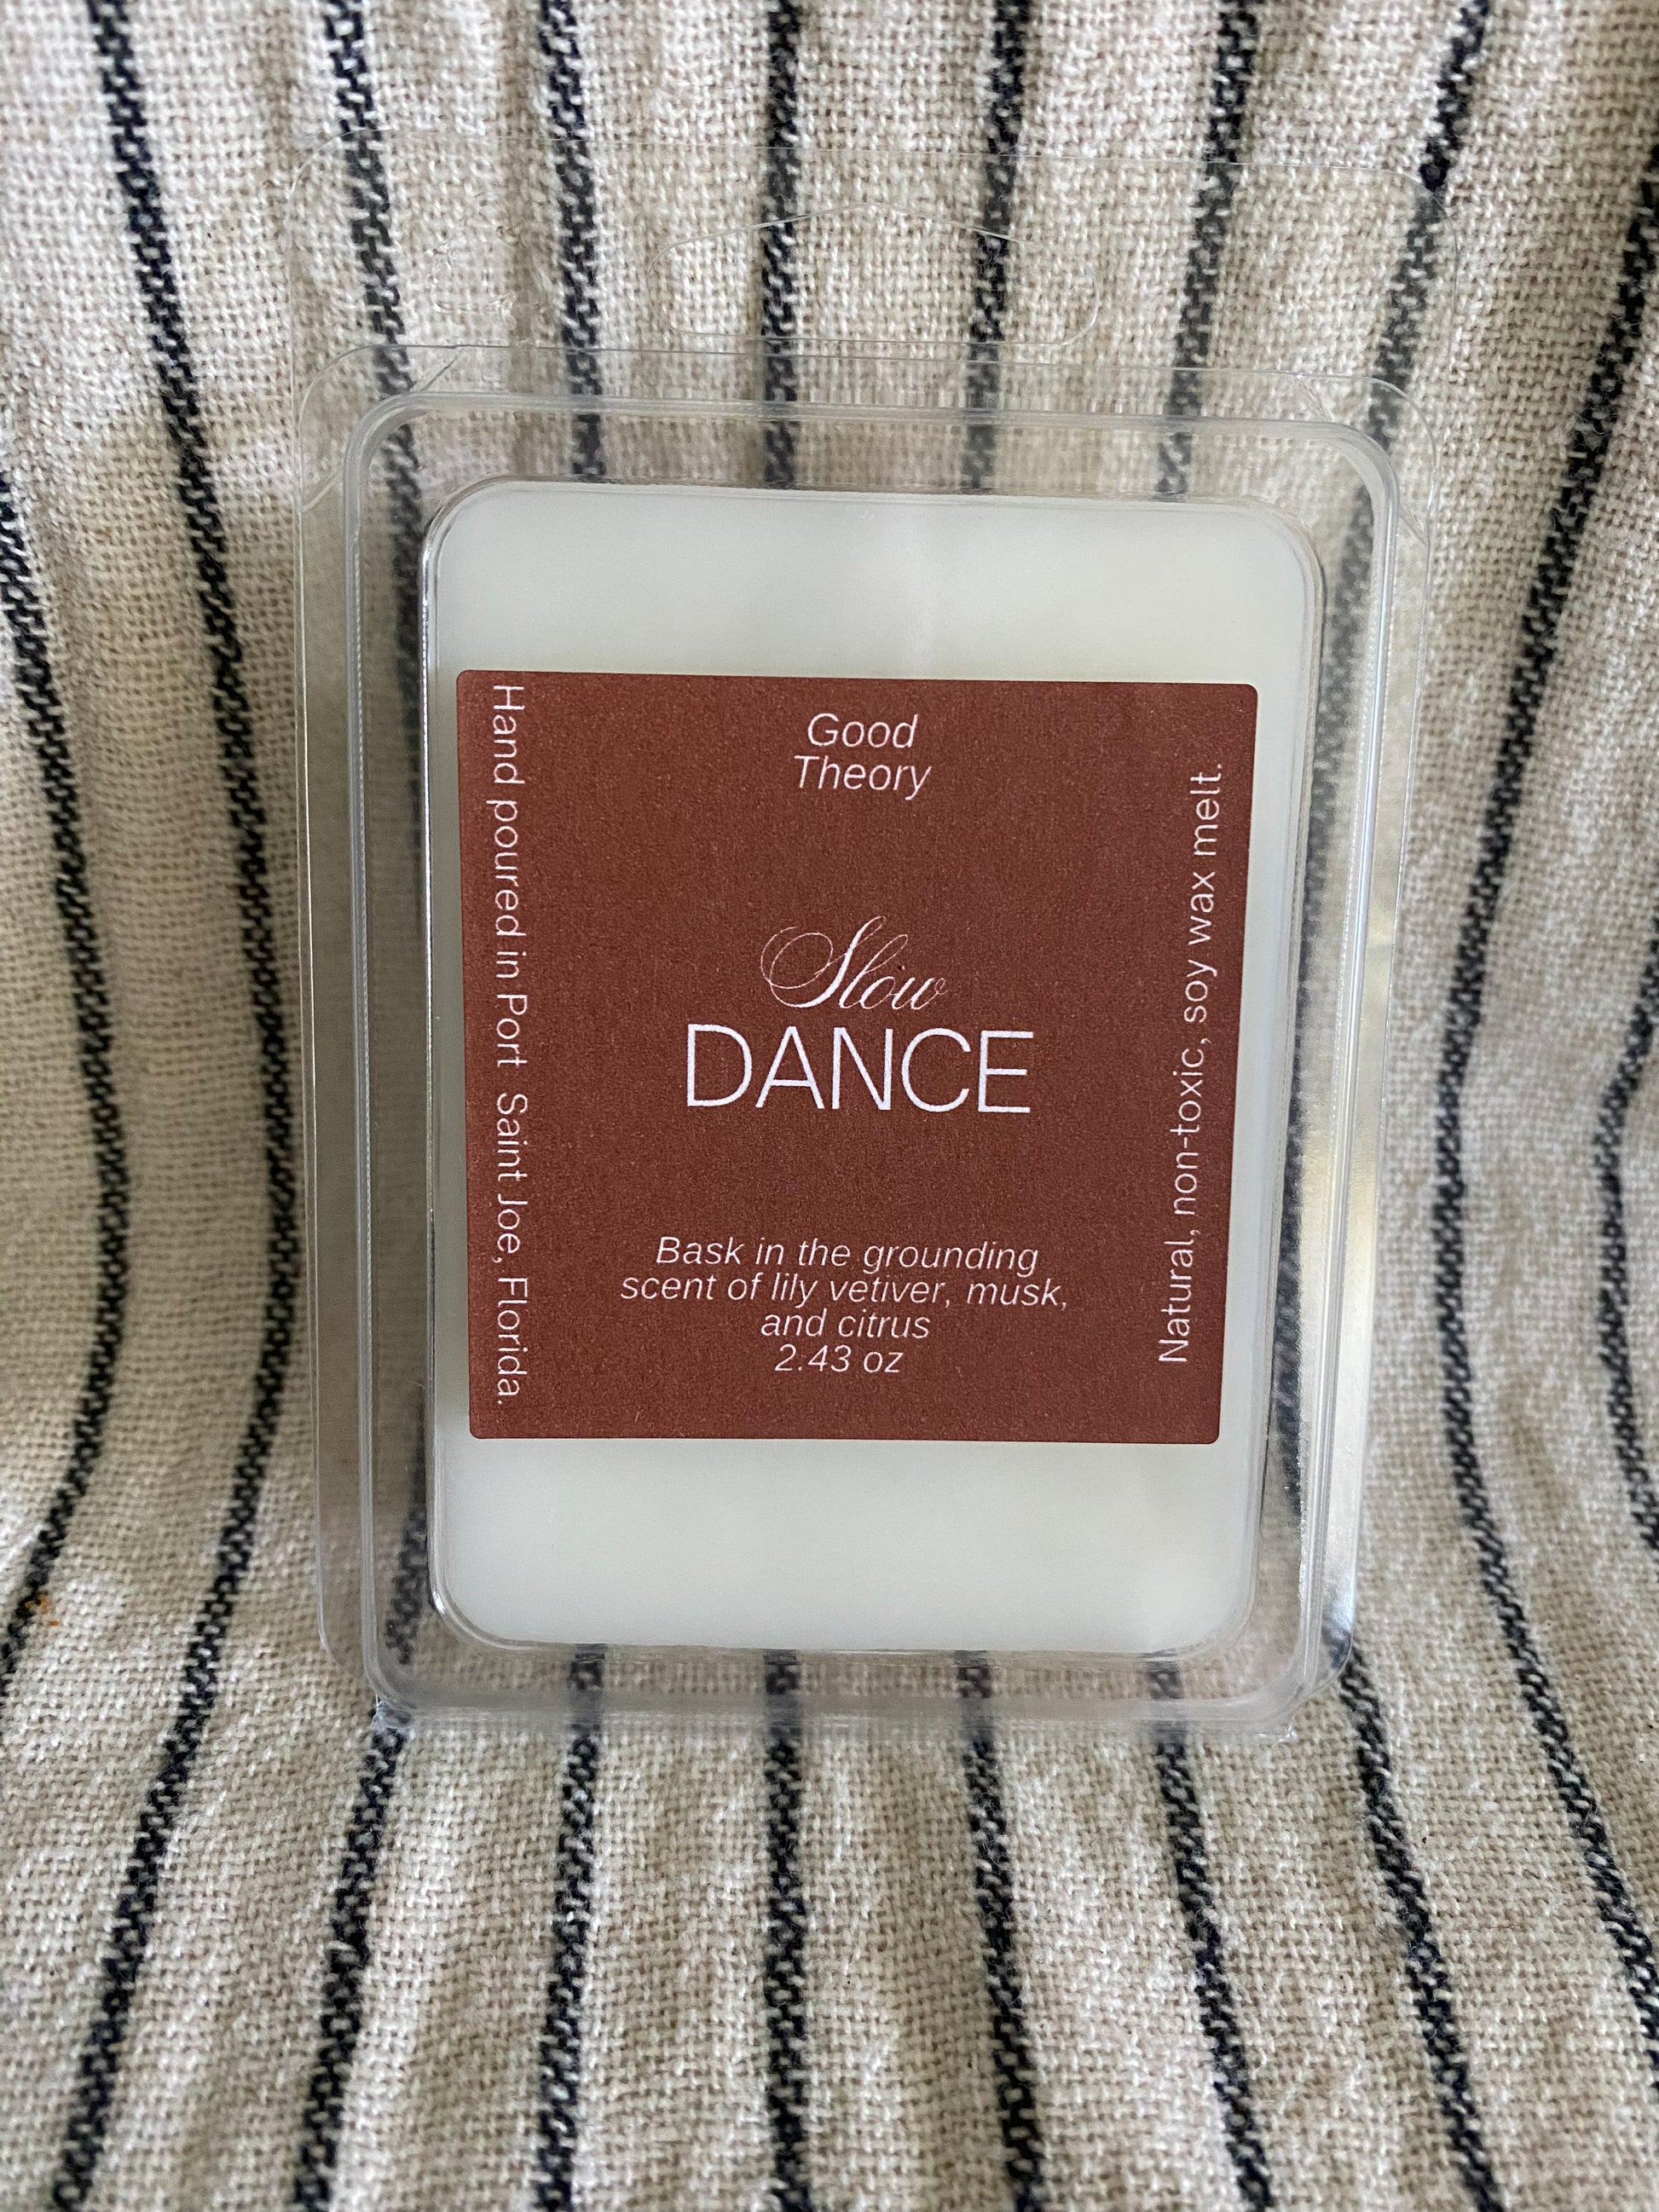 Good
Theory
Slow
DANCE
Bask in the grounding
scent of lily vetiver, musk,
and citrus
2.43 oz
Hand poured in Port Saint Joe, Florida.
Natural, non-toxic, soy wax melt.